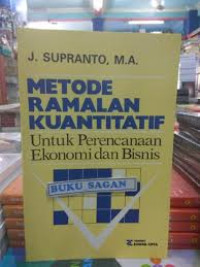 J. SUPRANTO, M.A.
METODE
RAMALAN
KUANTITATIF
Untuk Perencanaan
Ekonomi dan Bisnis
BUKU SAGAN